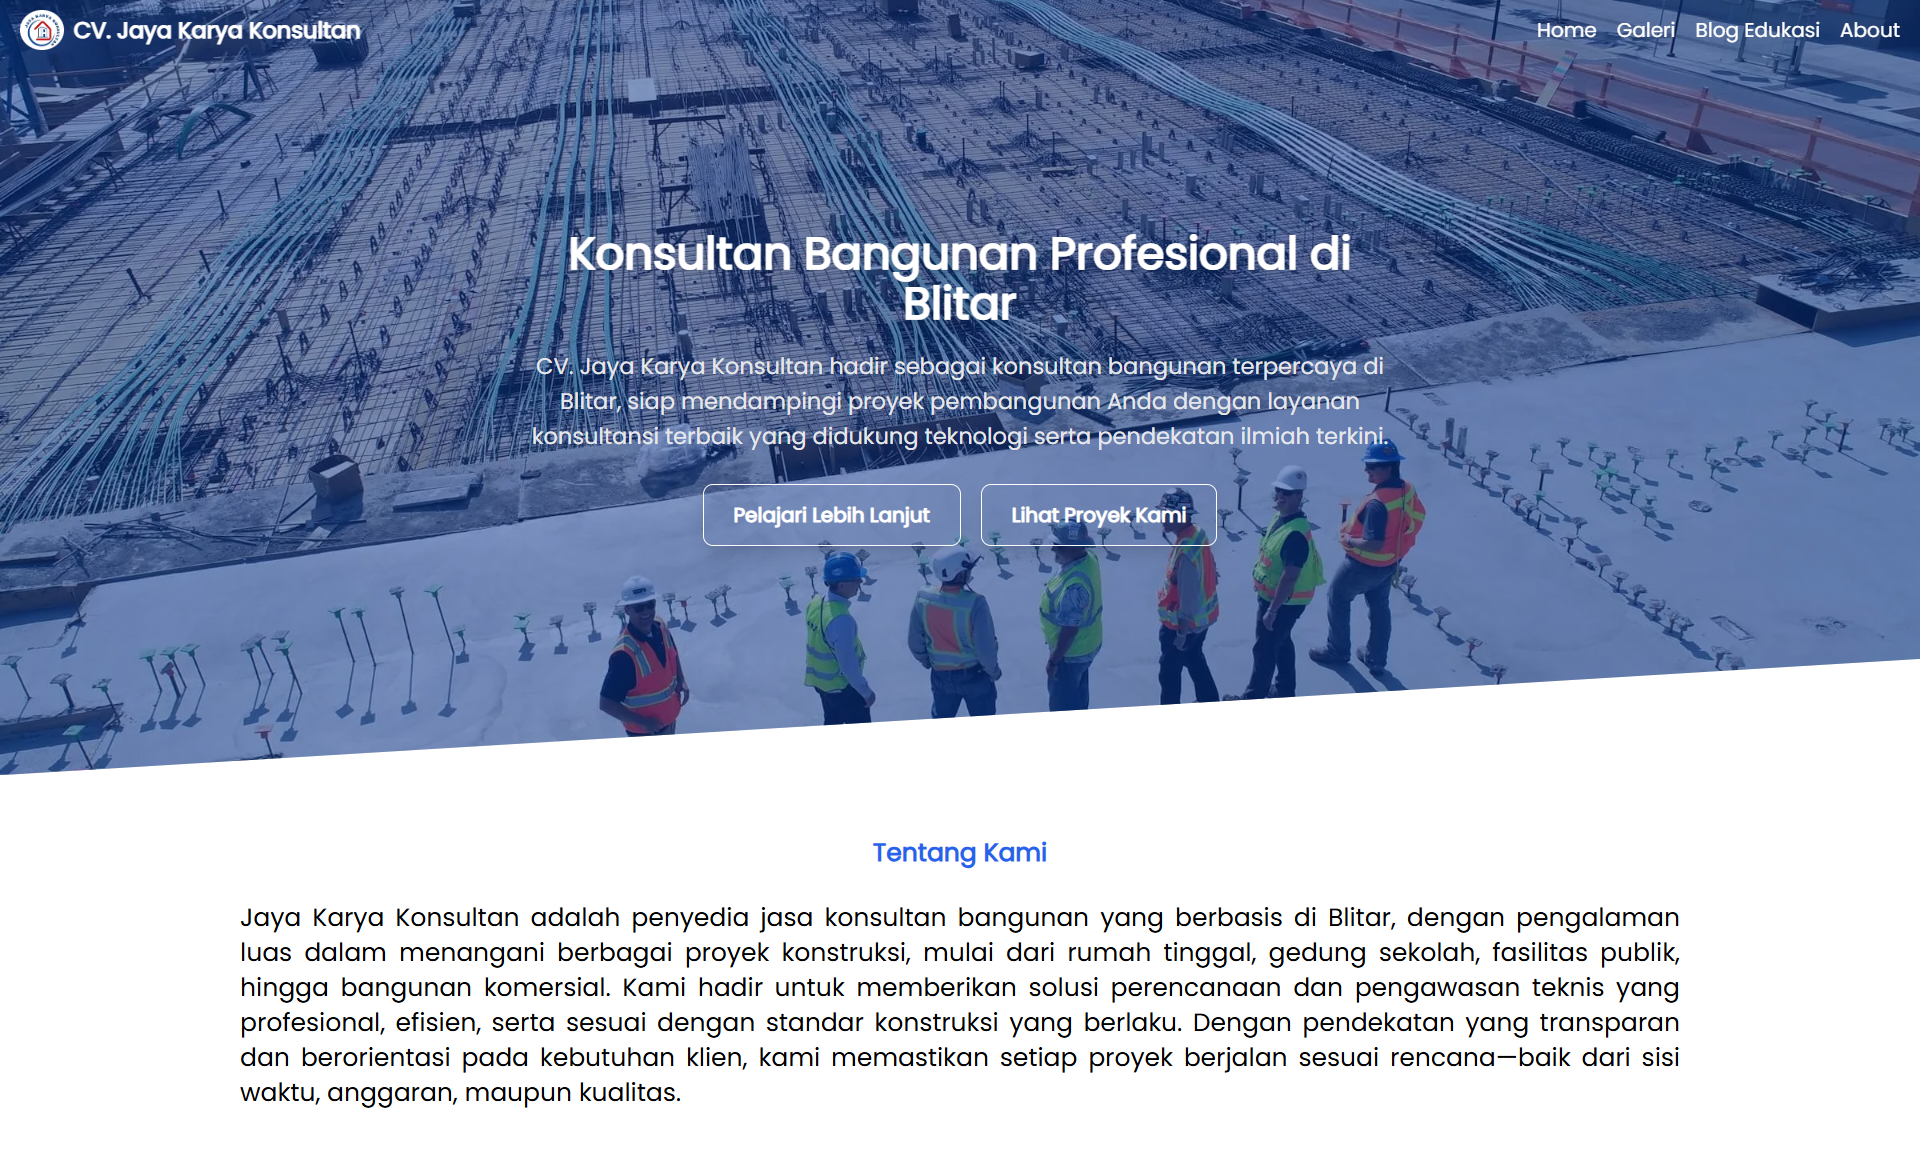 CV. Jaya Karya Konsultan
Home Galeri Blog Edukasi About
Konsultan Bangunan Profesional di
Blitar
CV. Jaya Karya Konsultan hadir sebagai konsultan bangunan terpercaya di
Blitar, siap mendampingi proyek pembangunan Anda dengan layanan
konsultansi terbaik yang didukung teknologi serta pendekatan ilmiah terkini.
Pelajari Lebih Lanjut
Lihat Proyek Kami
Tentang Kami
Jaya Karya Konsultan adalah penyedia jasa konsultan bangunan yang berbasis di Blitar, dengan pengalaman
luas dalam menangani berbagai proyek konstruksi, mulai dari rumah tinggal, gedung sekolah, fasilitas publik,
hingga bangunan komersial. Kami hadir untuk memberikan solusi perencanaan dan pengawasan teknis yang
profesional, efisien, serta sesuai dengan standar konstruksi yang berlaku. Dengan pendekatan yang transparan
dan berorientasi pada kebutuhan klien, kami memastikan setiap proyek berjalan sesuai rencana—baik dari sisi
waktu, anggaran, maupun kualitas.